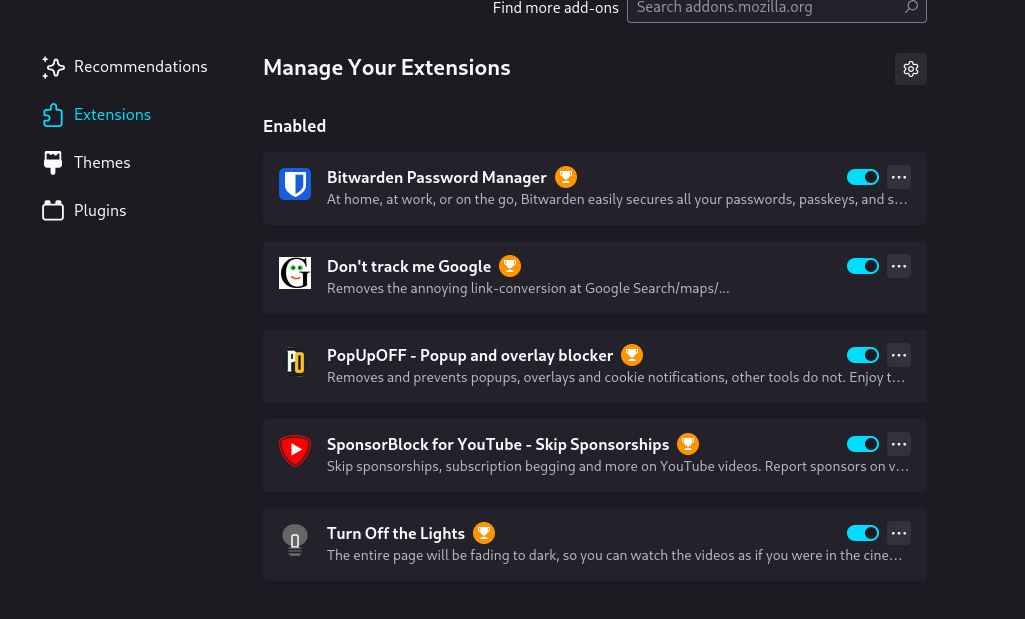 Find more add-ons
Search addons.mozilla.org
Recommendations
Extensions
Themes
Plugins
Manage Your Extensions
Enabled
Bitwarden Password Manager
At home, at work, or on the go, Bitwarden easily secures all your passwords, passkeys, and s…
Don't track me Google
Removes the annoying link-conversion at Google Search/maps/...
PopUpOFF - Popup and overlay blocker
Removes and prevents popups, overlays and cookie notifications, other tools do not. Enjoy t…
SponsorBlock for YouTube - Skip Sponsorships
Skip sponsorships, subscription begging and more on YouTube videos. Report sponsors on v…
Turn Off the Lights
The entire page will be fading to dark, so you can watch the videos as if you were in the cine…